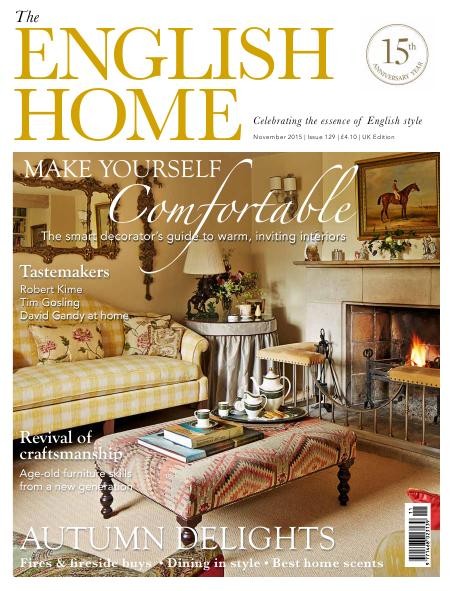 The
ENGLISH
HOME
15th
ANNIVERSARY YEAR
Celebrating the essence of English style
November 2015 | Issue 129 | £4.10 | UK Edition
MAKE YOURSELF
Comfortable
The smart decorator's guide to warm, inviting interiors
Tastemakers
Robert Kime
Tim Gosling
David Gandy at home
Revival of
craftsmanship
Age-old furniture skills
from a new generation
AUTUMN DELIGHTS
Fires & fireside buys • Dining in style • Best home scents